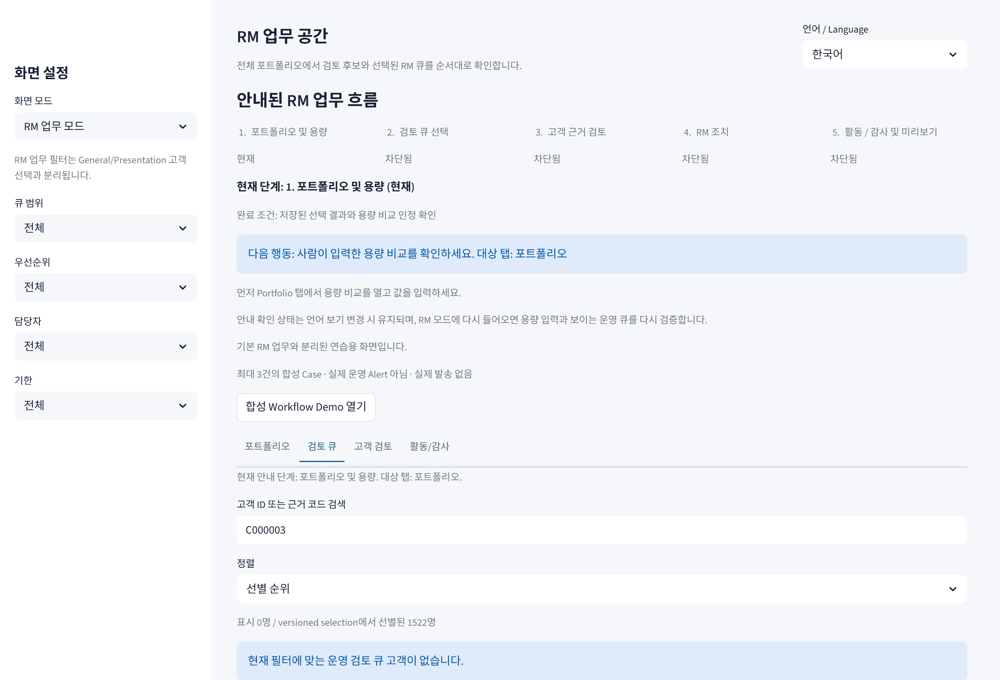 화면 설정
화면 모드
RM 업무 모드
RM 업무 필터는 General/Presentation 고객
선택과 분리됩니다.
큐 범위
전체
우선순위
전체
담당자
전체
기한
전체
RM 업무 공간
언어 / Language
한국어
전체 포트폴리오에서 검토 후보와 선택된 RM 큐를 순서대로 확인합니다.
안내된 RM 업무 흐름
1. 포트폴리오 및 용량
2. 검토 큐 선택
3. 고객 근거 검토
4. RM 조치
5. 활동 / 감사 및 미리보기
현재
차단됨
차단됨
차단됨
차단됨
현재 단계: 1. 포트폴리오 및 용량 (현재)
완료 조건: 저장된 선택 결과와 용량 비교 인정 확인
다음 행동: 사람이 입력한 용량 비교를 확인하세요. 대상 탭: 포트폴리오
먼저 Portfolio 탭에서 용량 비교를 열고 값을 입력하세요.
안내 확인 상태는 언어 보기 변경 시 유지되며, RM 모드에 다시 들어오면 용량 입력과 보이는 운영 큐를 다시 검증합니다.
기본 RM 업무와 분리된 연습용 화면입니다.
최대 3건의 합성 Case · 실제 운영 Alert 아님 · 실제 발송 없음
합성 Workflow Demo 열기
포트폴리오
검토 큐
고객 검토
활동/감사
현재 안내 단계: 포트폴리오 및 용량. 대상 탭: 포트폴리오.
고객 ID 또는 근거 코드 검색
C000003
정렬
선별 순위
표시 0명 / versioned selection에서 선별된 1522명
현재 필터에 맞는 운영 검토 큐 고객이 없습니다.